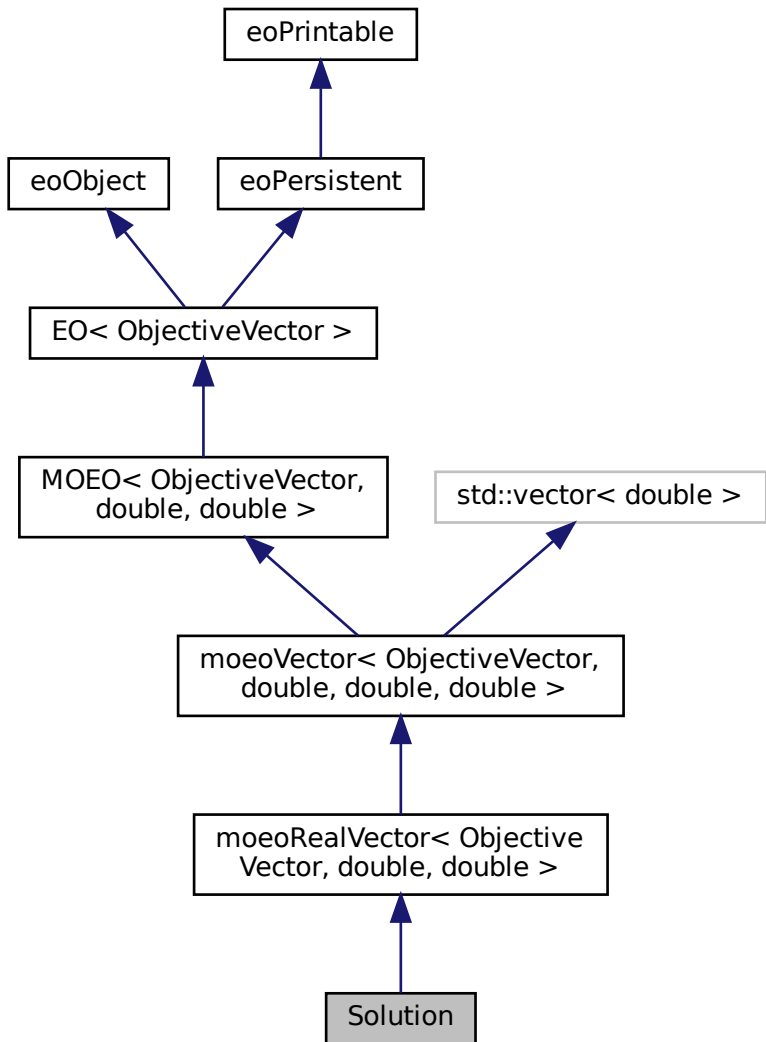 eoPrintable
eoObject
eoPersistent
EO< ObjectiveVector >
MOEO< ObjectiveVector,
double, double >
std::vector< double >
moeoVector< ObjectiveVector,
double, double, double >
moeoRealVector< Objective
Vector, double, double >
Solution